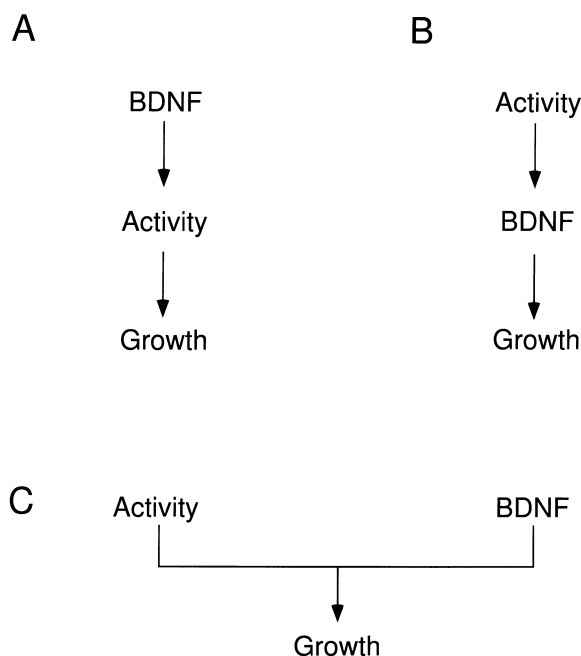 A
BDNF
Activity
Growth
B
Activity
BDNF
Growth
C
Activity
BDNF
Growth